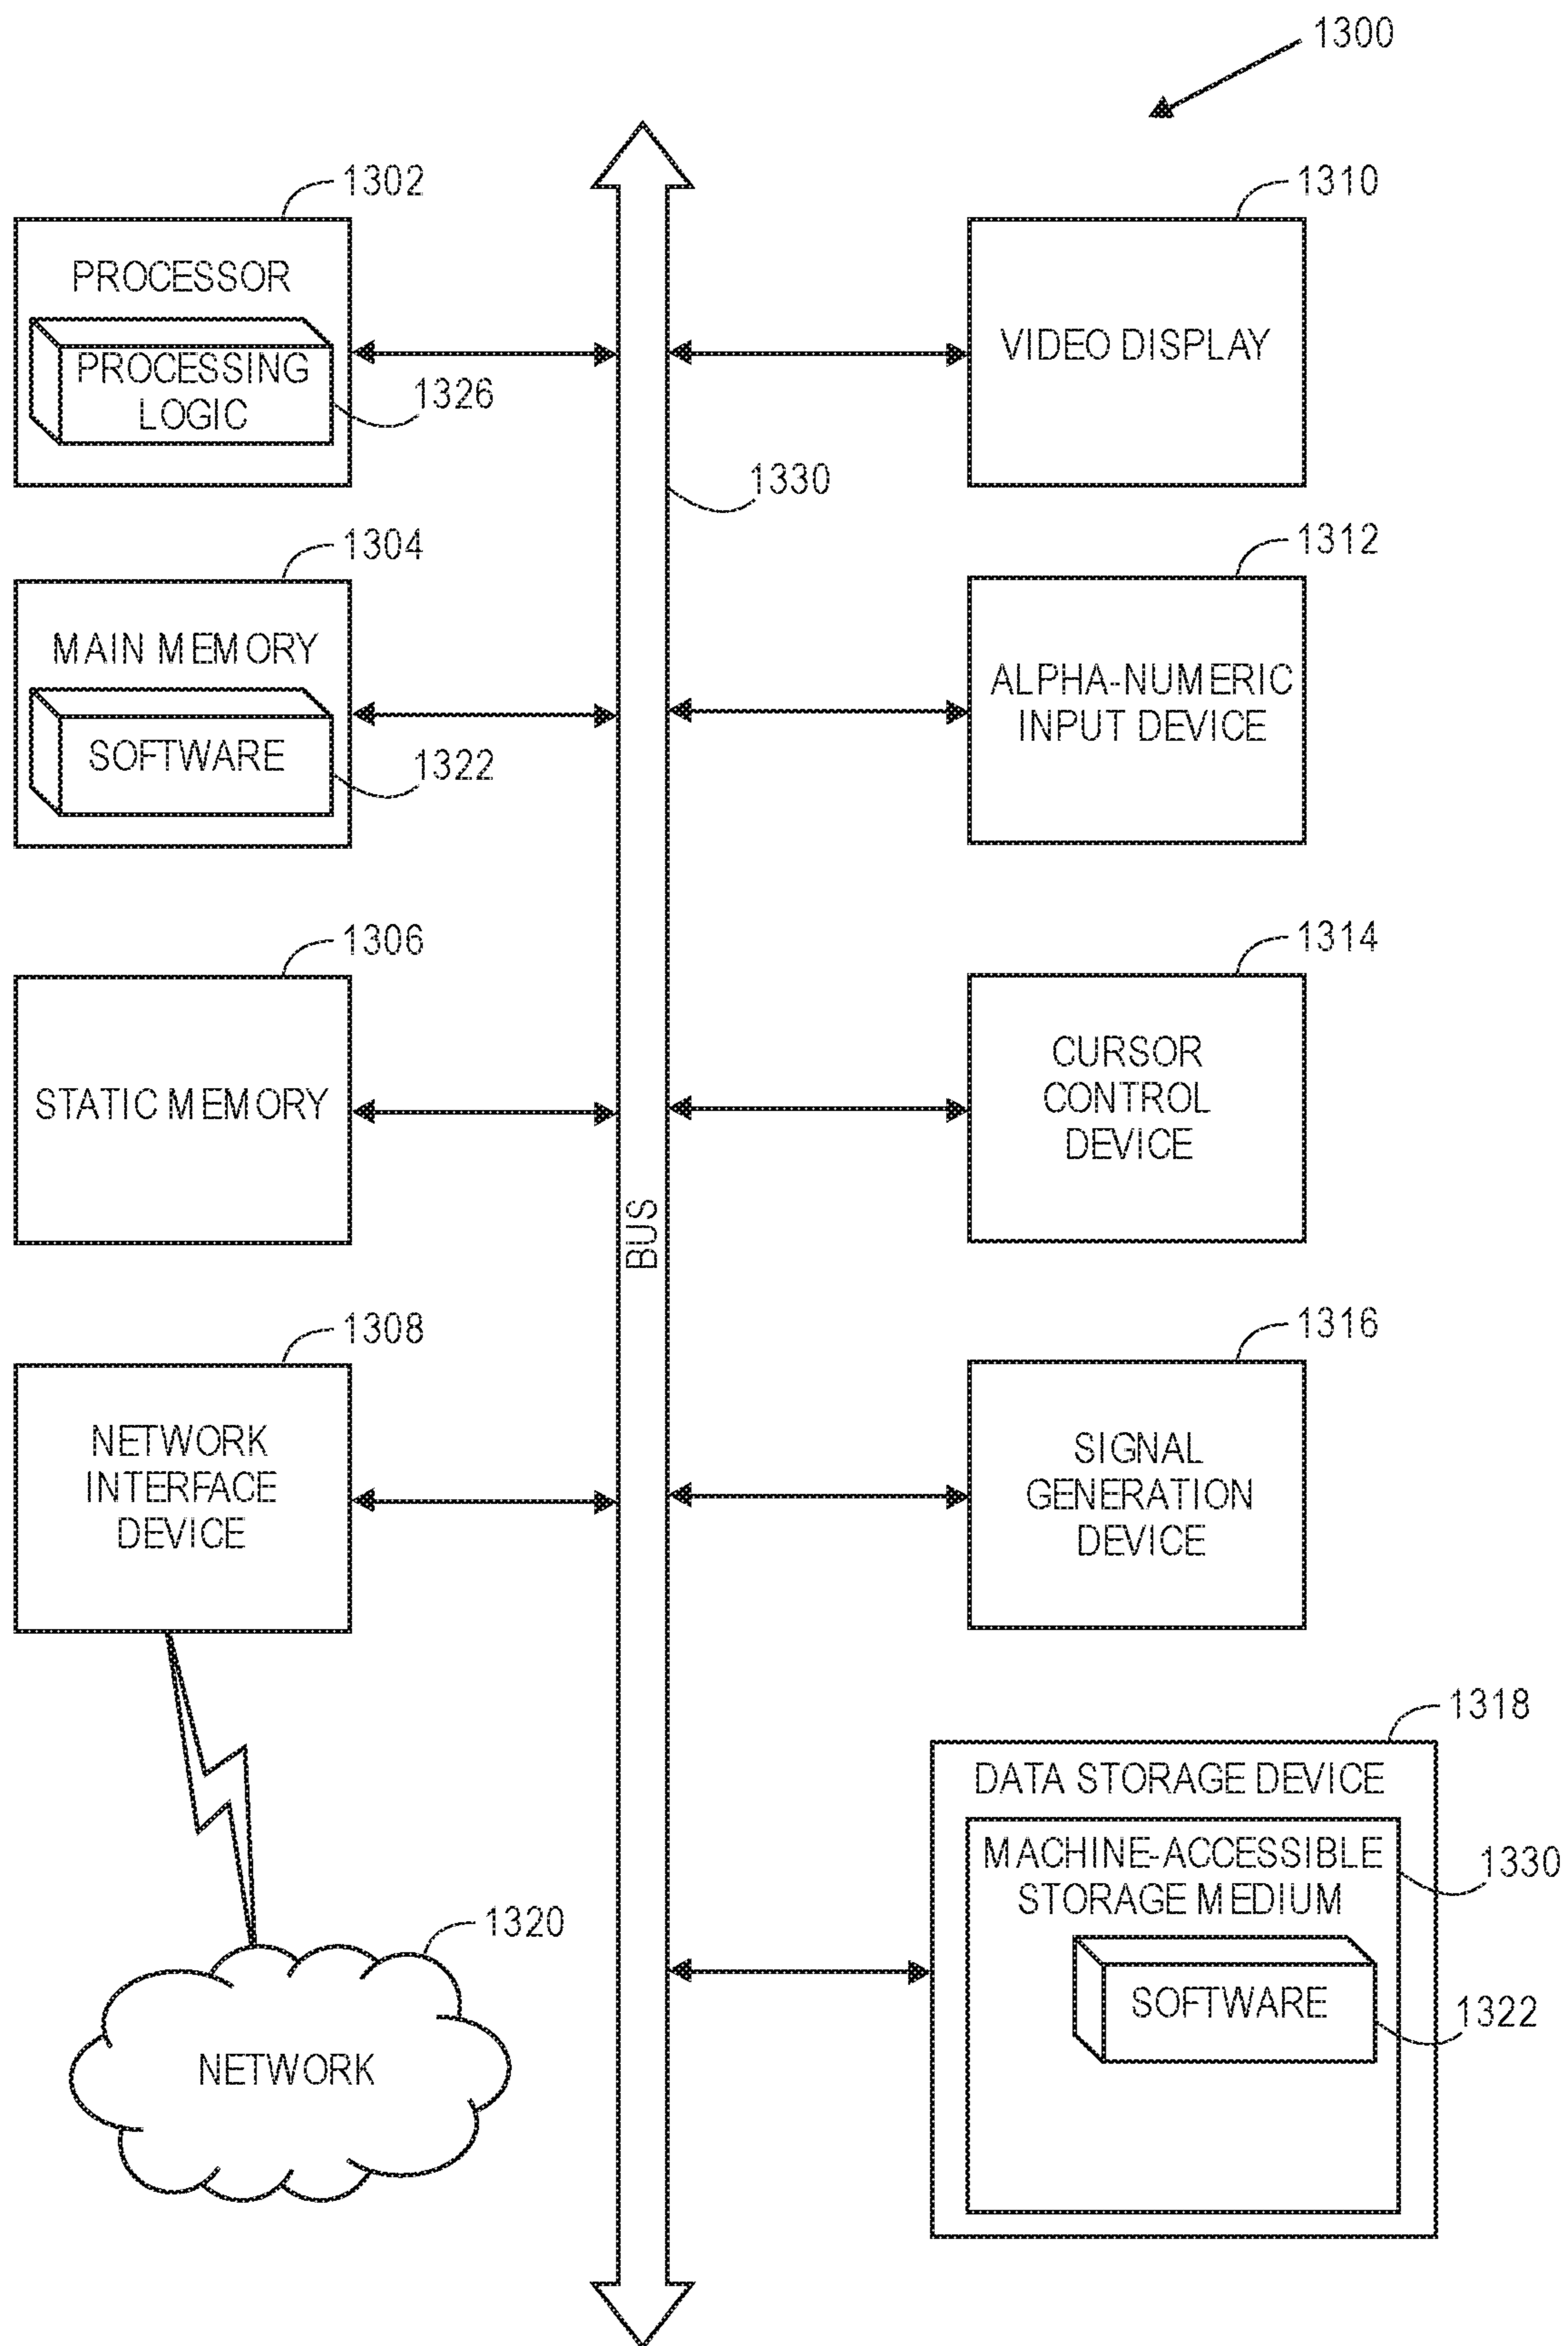 1300
1302
PROCESSOR
PROCESSING
LOGIC
1326
1310
VIDEO DISPLAY
1330
1304
MAIN MEMORY
SOFTWARE
1322
1312
ALPHA-NUMERIC
INPUT DEVICE
1306
STATIC MEMORY
1314
CURSOR
CONTROL
DEVICE
BUS
1308
NETWORK
INTERFACE
DEVICE
1316
SIGNAL
GENERATION
DEVICE
1318
DATA STORAGE DEVICE
MACHINE-ACCESSIBLE
STORAGE MEDIUM
1330
SOFTWARE
1322
1320
NETWORK